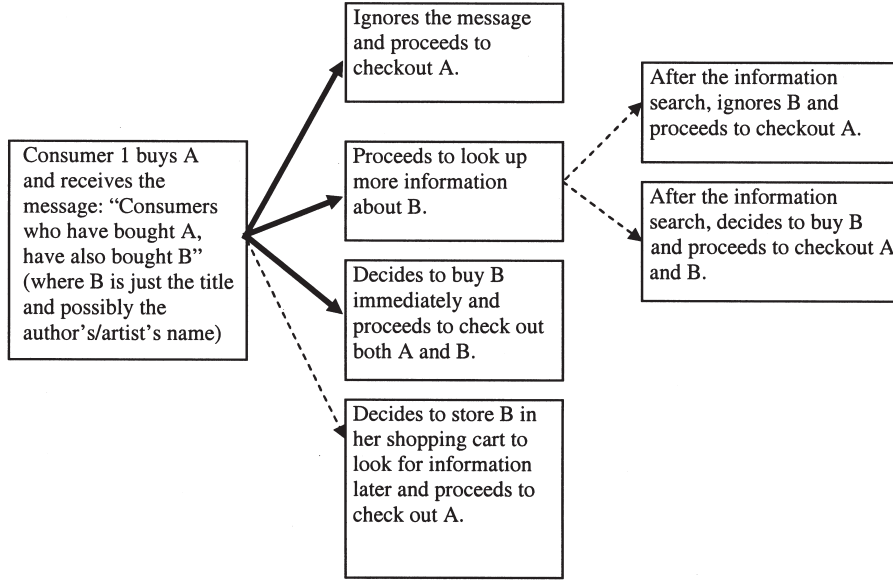 Consumer 1 buys A
and receives the
message: “Consumers
who have bought A,
have also bought B”
(where B is just the title
and possibly the
author’s/artist’s name)
Ignores the message
and proceeds to
checkout A.
Proceeds to look up
more information
about B.
Decides to buy B
immediately and
proceeds to check out
both A and B.
Decides to store B in
her shopping cart to
look for information
later and proceeds to
check out A.
After the information
search, ignores B and
proceeds to checkout A.
After the information
search, decides to buy B
and proceeds to checkout A
and B.